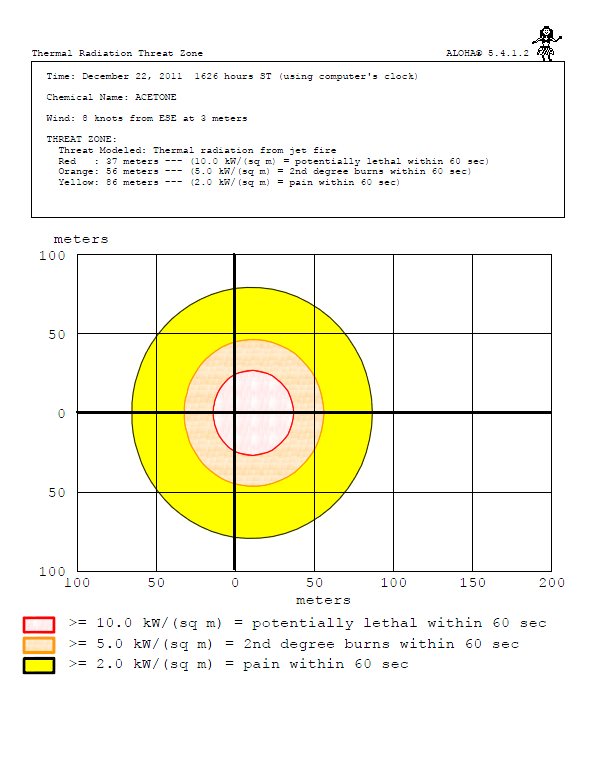 Thermal Radiation Threat Zone
ALOHA® 5.4.1.2
Time: December 22, 2011  1626 hours ST (using computer's clock)
Chemical Name: ACETONE
Wind: 8 knots from ESE at 3 meters
THREAT ZONE:
Threat Modeled: Thermal radiation from jet fire
Red   : 37 meters --- (10.0 kW/(sq m) = potentially lethal within 60 sec)
Orange: 56 meters --- (5.0 kW/(sq m) = 2nd degree burns within 60 sec)
Yellow: 86 meters --- (2.0 kW/(sq m) = pain within 60 sec)
meters
100
50
0
50
100
100 50 0 50 100 150 200
meters
>= 10.0 kW/(sq m) = potentially lethal within 60 sec
>= 5.0 kW/(sq m) = 2nd degree burns within 60 sec
>= 2.0 kW/(sq m) = pain within 60 sec